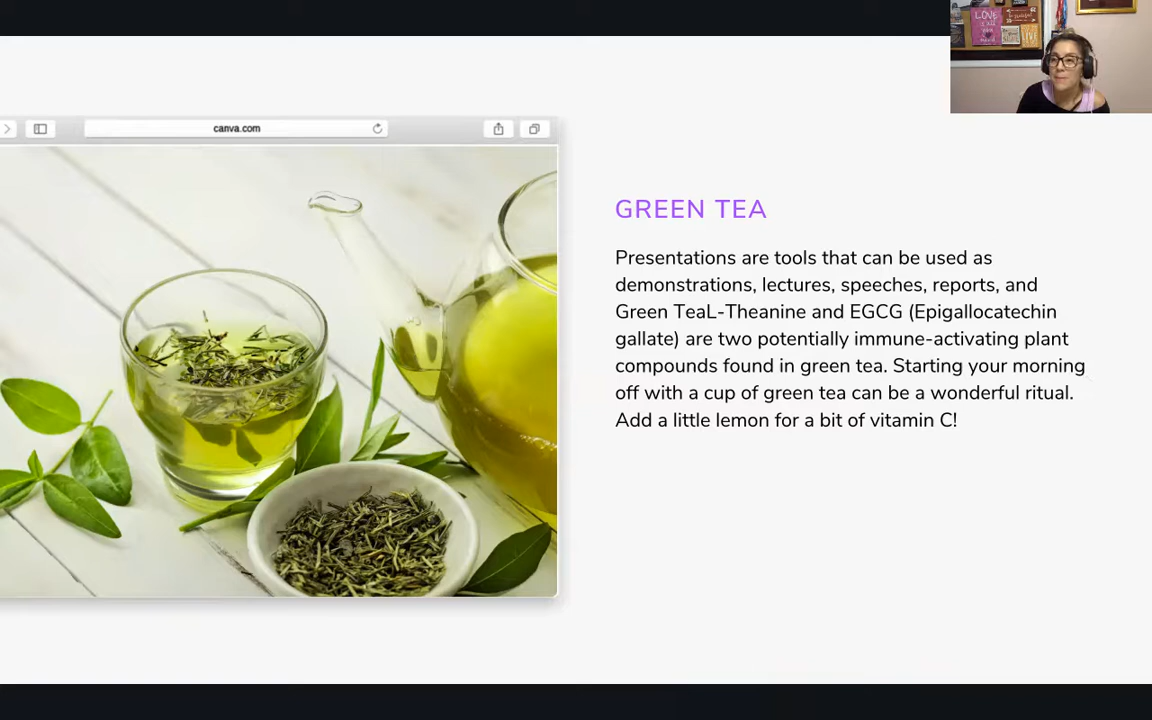 LOVE
canva.com
GREEN TEA
Presentations are tools that can be used as
demonstrations, lectures, speeches, reports, and
Green TeaL-Theanine and EGCG (Epigallocatechin
gallate) are two potentially immune-activating plant
compounds found in green tea. Starting your morning
off with a cup of green tea can be a wonderful ritual.
Add a little lemon for a bit of vitamin C!